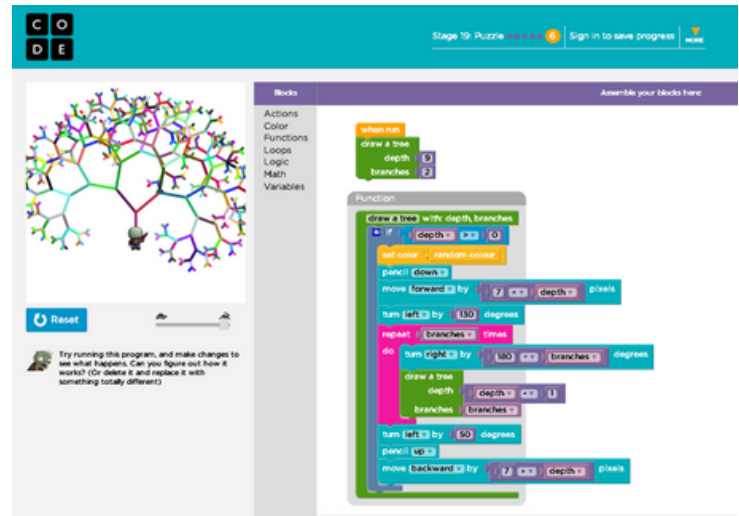 C O
D E
Stage 19: Puzzle 6 Sign in to save progress MORE
Blocks Assemble your blocks here:
Actions
Color
Functions
Loops
Logic
Math
Variables
when run
draw a tree
depth 9
branches 2
Function
draw a tree with: depth, branches
if depth > 0
set color random colour
pencil down
move forward by 7 × depth pixels
turn left by 130 degrees
repeat branches times
do turn right by 180 ÷ branches degrees
draw a tree
depth depth - 1
branches branches
turn left by 50 degrees
pencil up
move backward by 7 × depth pixels
Reset
Try running this program, and make changes to
see what happens. Can you figure out how it
works? (Or delete it and replace it with
something totally different)